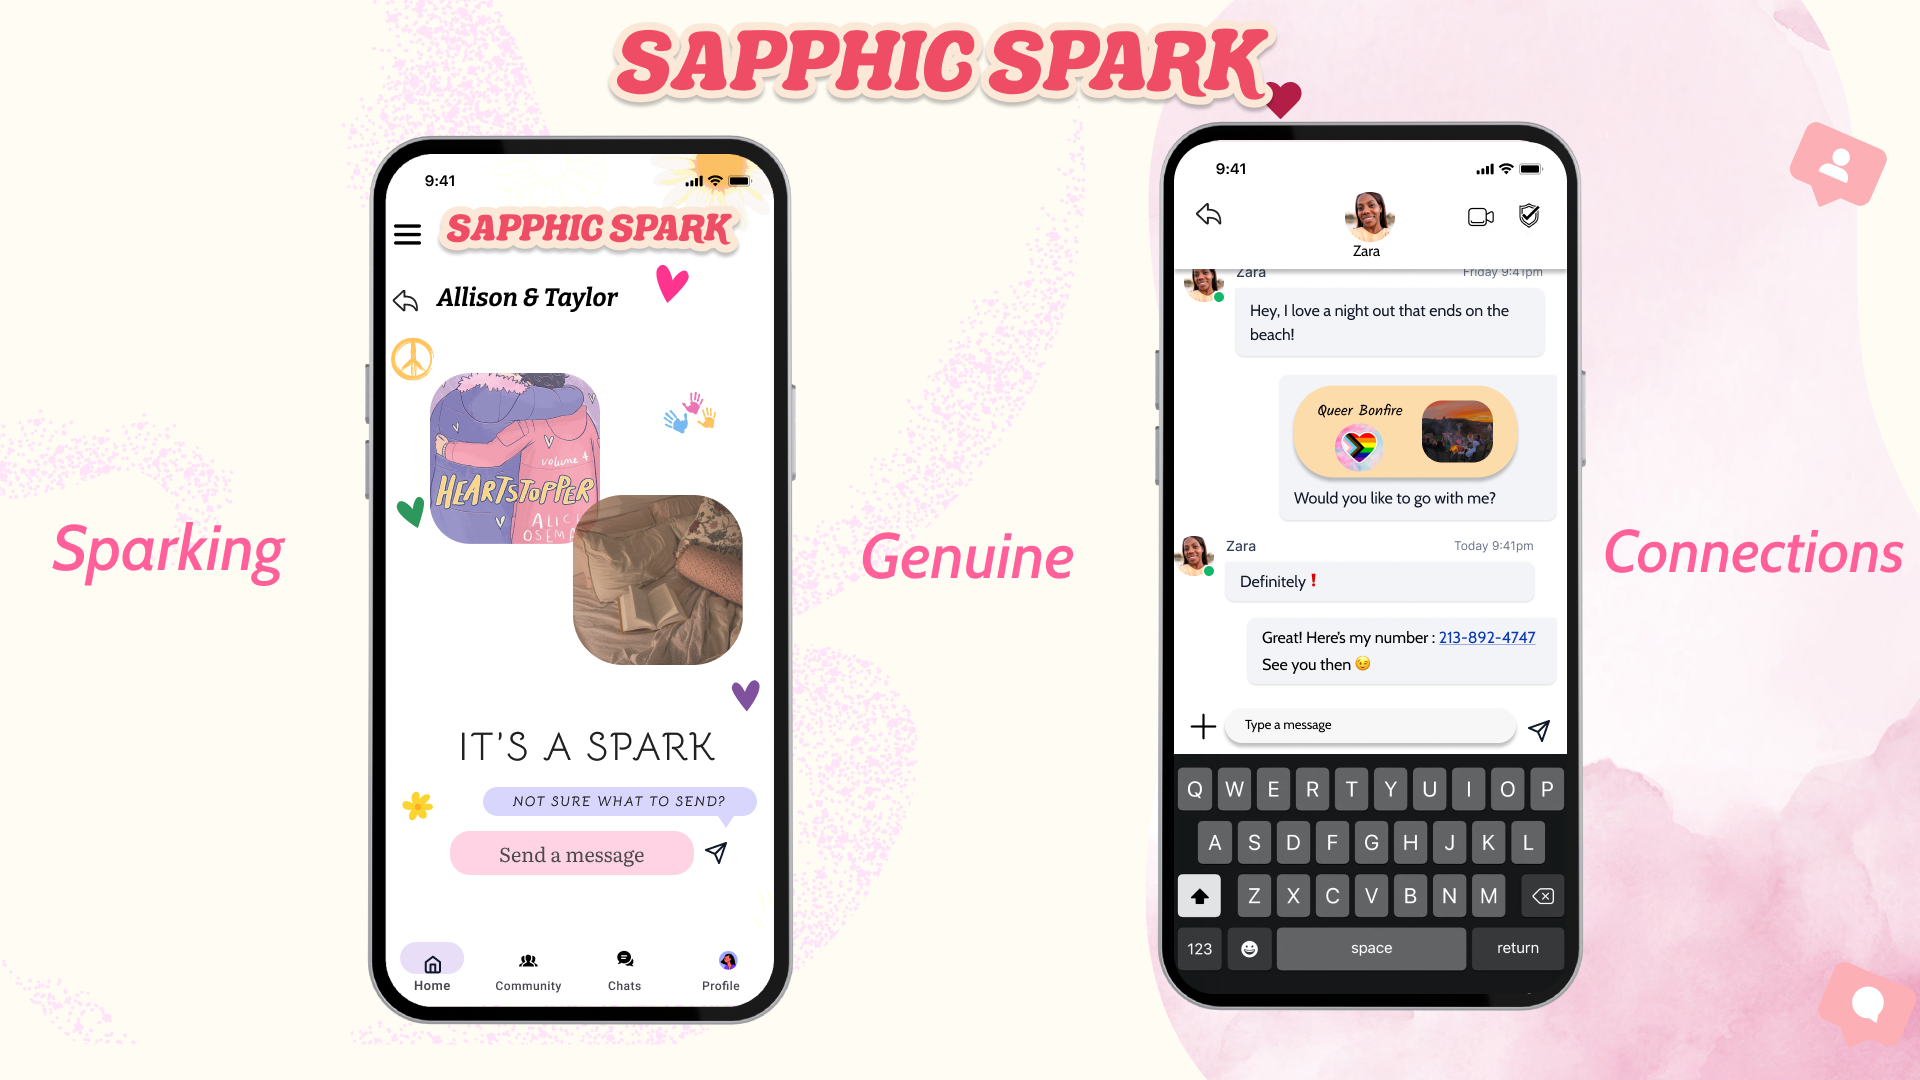 SAPPHIC SPARK
Sparking
Genuine
Connections
9:41
SAPPHIC SPARK
Allison & Taylor
volume 4
HEARTSTOPPER
ALIC
OSEMA
IT'S A SPARK
NOT SURE WHAT TO SEND?
Send a message
Home
Community
Chats
Profile
9:41
Zara
Zara
Friday 9:41pm
Hey, I love a night out that ends on the
beach!
Queer Bonfire
Would you like to go with me?
Zara
Today 9:41pm
Definitely❗
Great! Here's my number : 213-892-4747
See you then 😉
Type a message
Q W E R T Y U I O P
A S D F G H J K L
Z X C V B N M
123
space
return